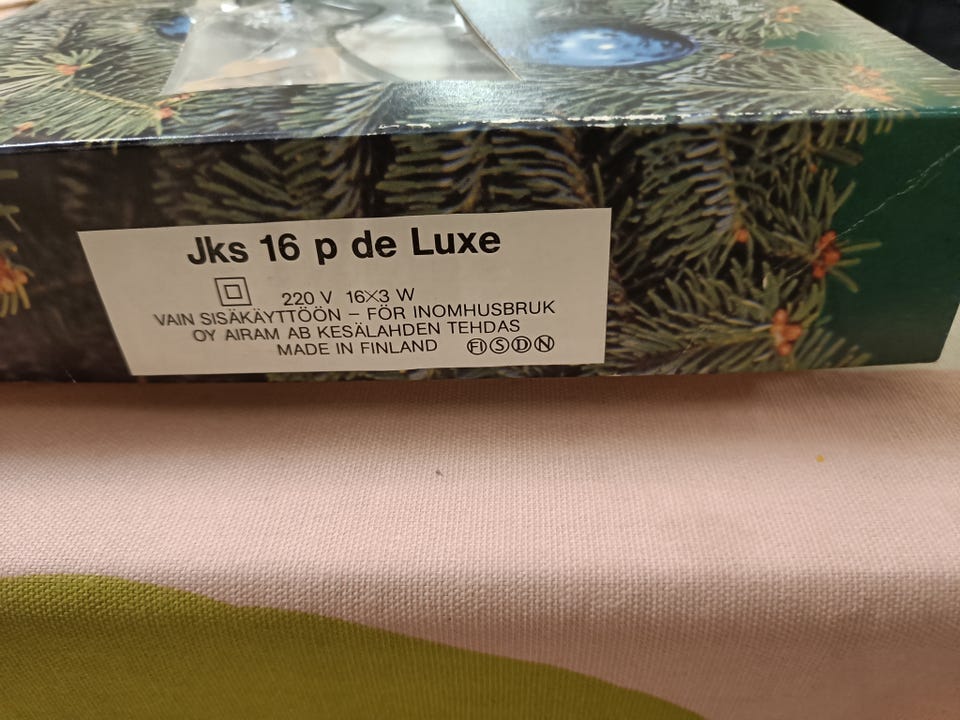 Jks 16 p de Luxe
220 V 16×3 W
VAIN SISÄKÄYTTÖÖN – FÖR INOMHUSBRUK
OY AIRAM AB KESÄLAHDEN TEHDAS
MADE IN FINLAND FI S D N